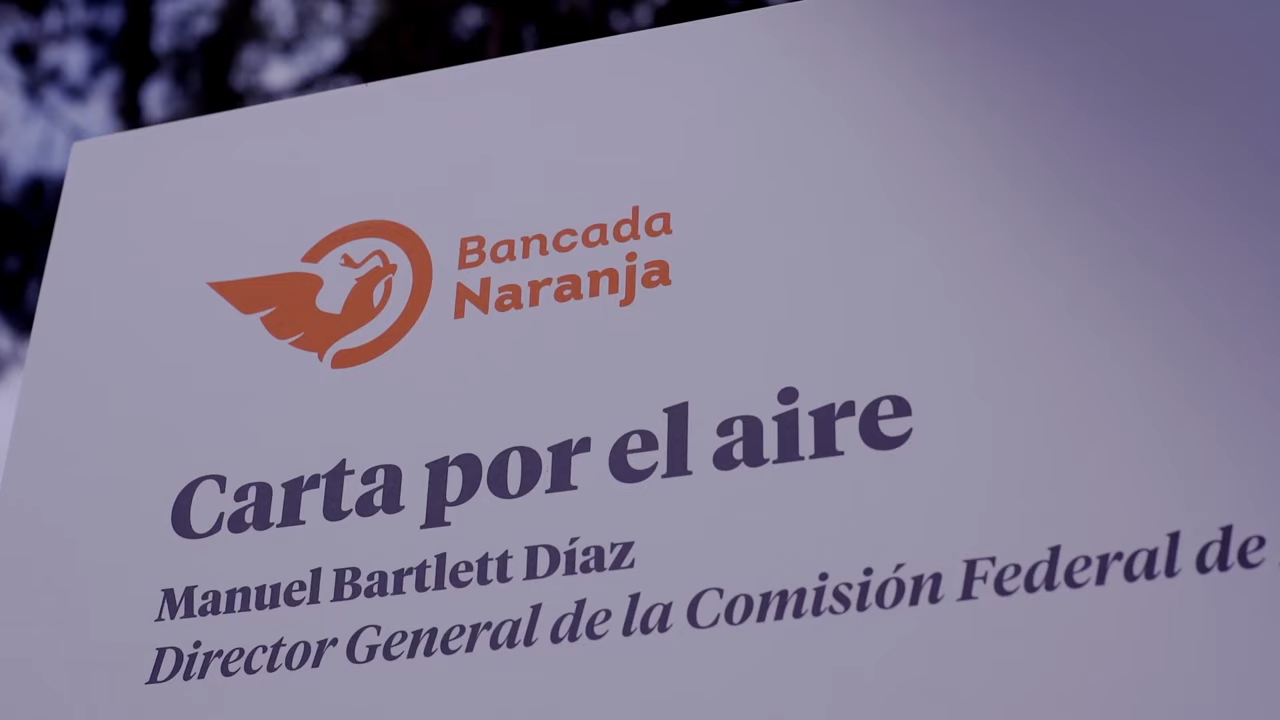 Bancada
Naranja
Carta por el aire
Manuel Bartlett Díaz
Director General de la Comisión Federal de